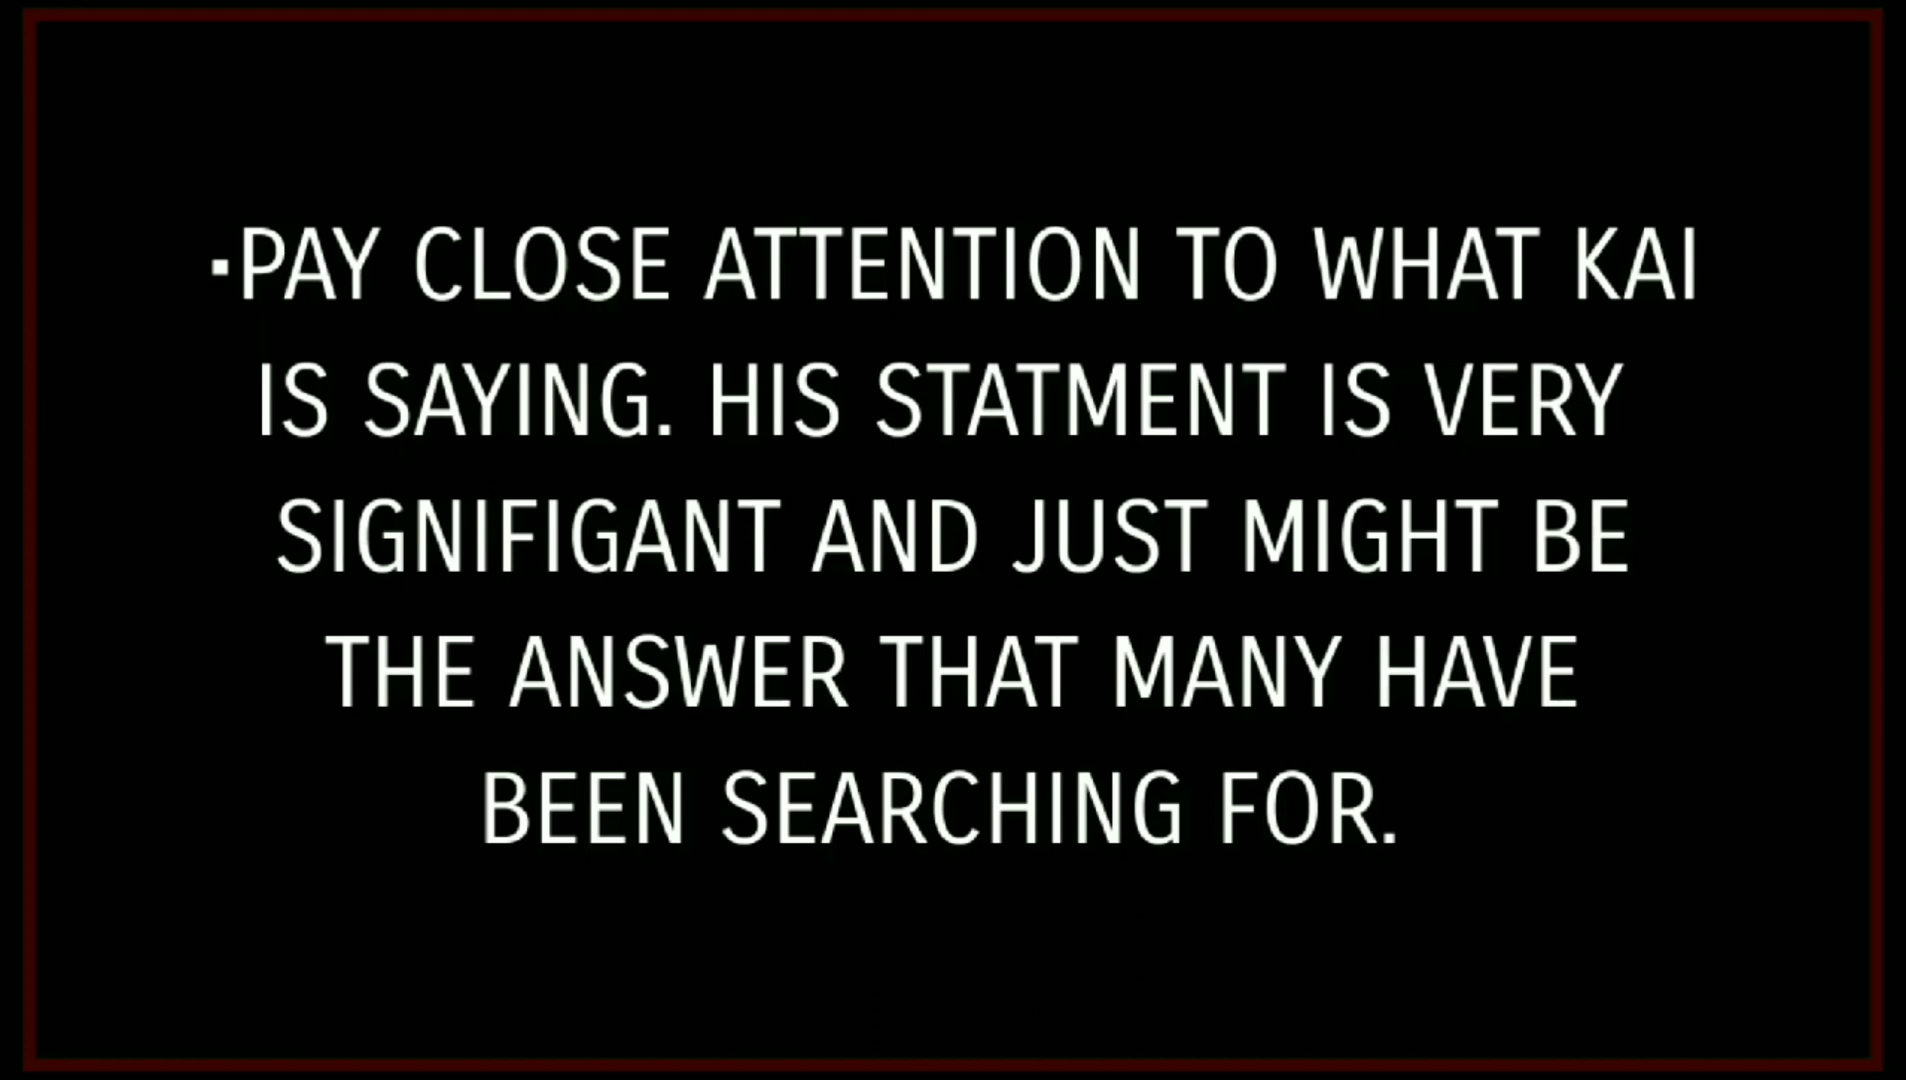 ▪PAY CLOSE ATTENTION TO WHAT KAI
IS SAYING. HIS STATMENT IS VERY
SIGNIFIGANT AND JUST MIGHT BE
THE ANSWER THAT MANY HAVE
BEEN SEARCHING FOR.